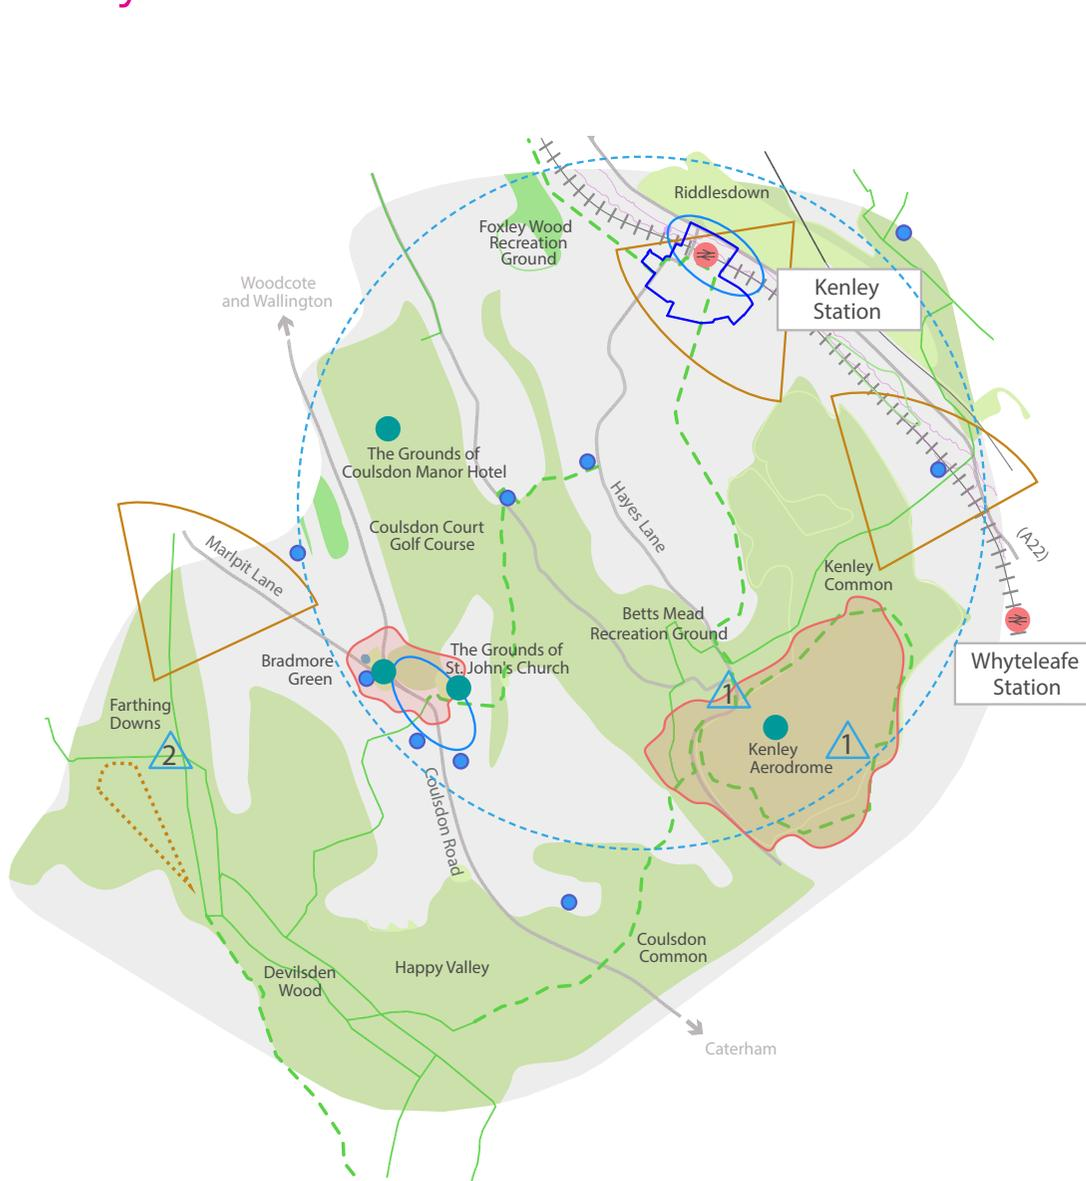 Riddlesdown
Foxley Wood
Recreation
Ground
Woodcote
and Wallington
Kenley
Station
The Grounds of
Coulsdon Manor Hotel
Hayes Lane
Coulsdon Court
Golf Course
(A22)
Marlpit Lane
Kenley
Common
Betts Mead
Recreation Ground
The Grounds of
St. John's Church
Bradmore
Green
Whyteleafe
Station
1
Farthing
Downs
2
1
Kenley
Aerodrome
Coulsdon Road
Coulsdon
Common
Happy Valley
Devilsden
Wood
Caterham